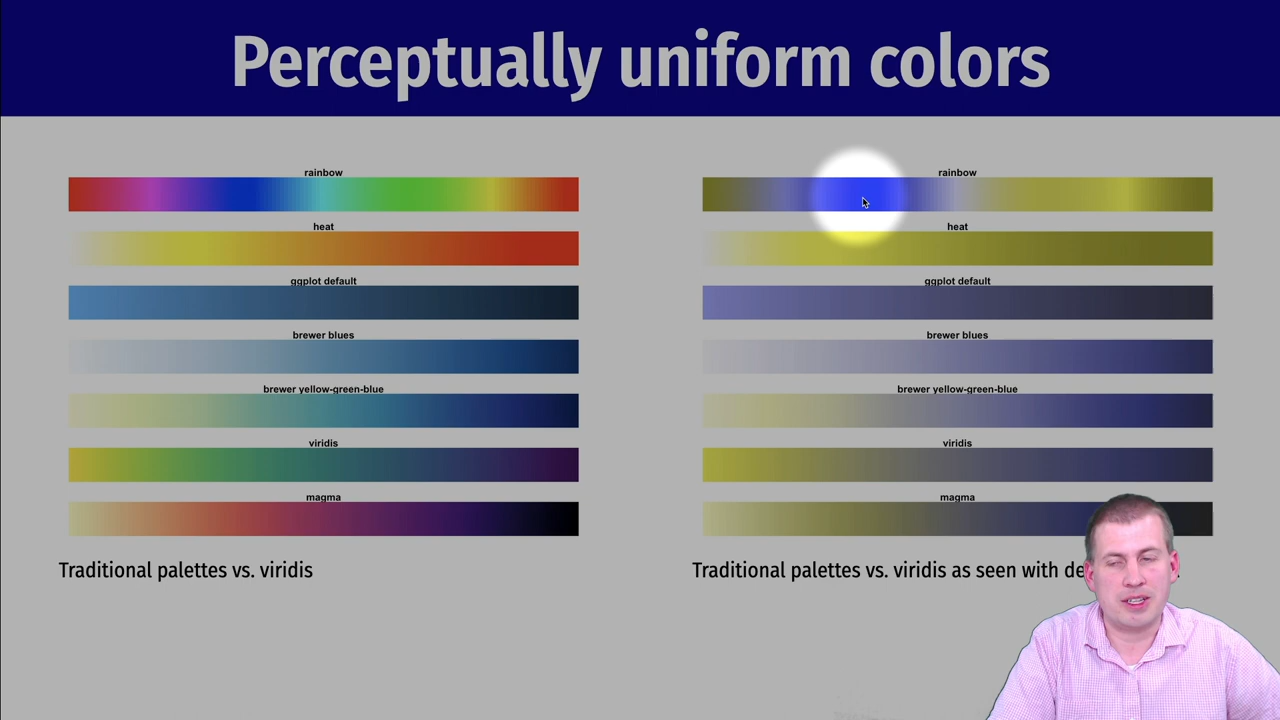 Perceptually uniform colors
rainbow
heat
ggplot default
brewer blues
brewer yellow-green-blue
viridis
magma
Traditional palettes vs. viridis
rainbow
heat
ggplot default
brewer blues
brewer yellow-green-blue
viridis
magma
Traditional palettes vs. viridis as seen with